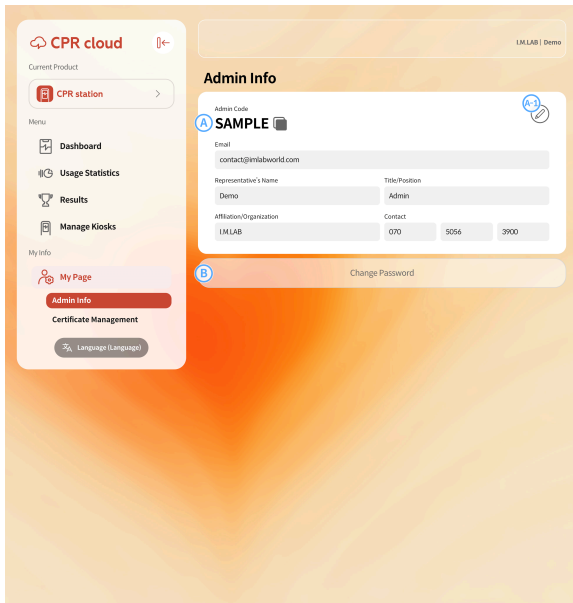 CPR cloud
Current Product
CPR station
Menu
Dashboard
Usage Statistics
Results
Manage Kiosks
My Info
My Page
Admin Info
Certificate Management
Language (Language)
I.M.LAB | Demo
Admin Info
A-1
Admin Code
A SAMPLE
Email
contact@imlabworld.com
Representative's Name Title/Position
Demo Admin
Affiliation/Organization Contact
I.M.LAB 070 5056 3900
B Change Password